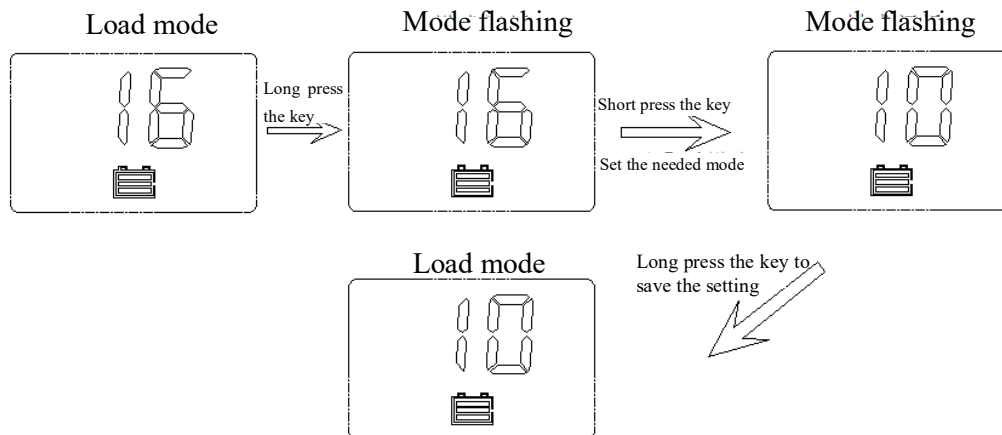 Load mode
Mode flashing
Mode flashing
16
Long press
the key
16
Short press the key
Set the needed mode
10
Load mode
Long press the key to
save the setting
10